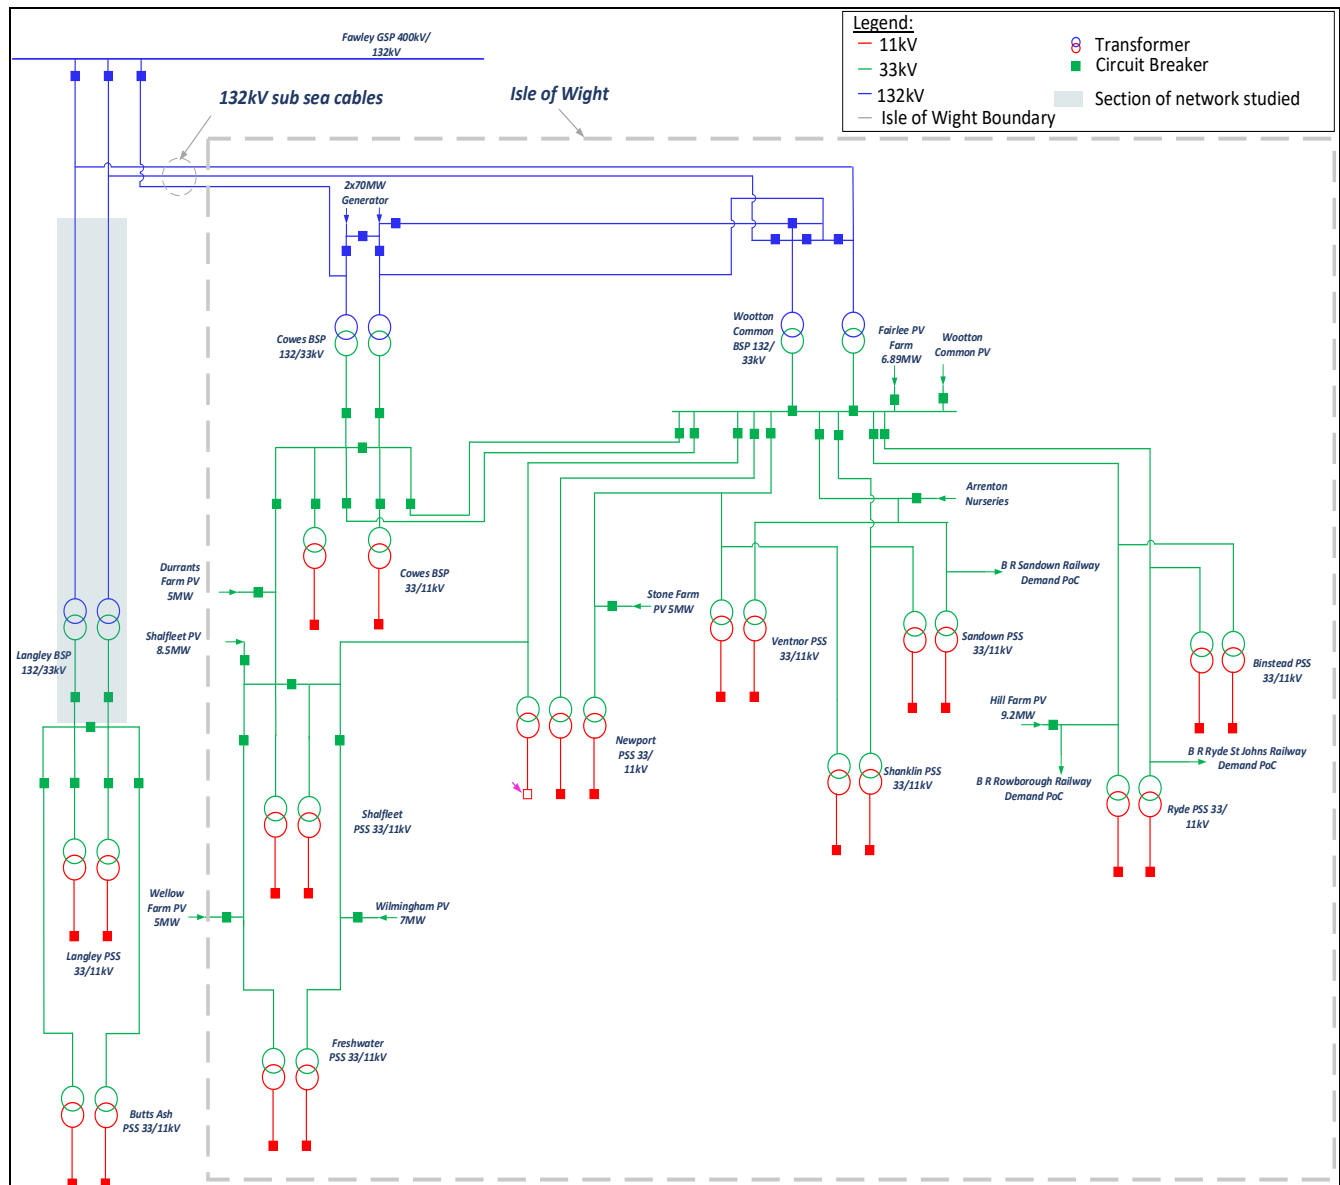 Fawley GSP 400kV/
132kV
Legend:
11kV
33kV
132kV
Isle of Wight Boundary
Transformer
Circuit Breaker
Section of network studied
132kV sub sea cables
Isle of Wight
2x70MW
Generator
Cowes BSP
132/33kV
Wootton
Common
BSP 132/
33kV
Fairlee PV
Farm
6.89MW
Wootton
Common PV
Arrenton
Nurseries
Cowes BSP
33/11kV
Durrants
Farm PV
5MW
Shalfleet PV
8.5MW
Langley BSP
132/33kV
Stone Farm
PV 5MW
Ventnor PSS
33/11kV
B R Sandown Railway
Demand PoC
Sandown PSS
33/11kV
Binstead PSS
33/11kV
Hill Farm PV
9.2MW
Newport
PSS 33/
11kV
B R Ryde St Johns Railway
Demand PoC
Shanklin PSS
33/11kV
B R Rowborough Railway
Demand PoC
Ryde PSS 33/
11kV
Shalfleet
PSS 33/11kV
Wellow
Farm PV
5MW
Wilmingham PV
7MW
Langley PSS
33/11kV
Freshwater
PSS 33/11kV
Butts Ash
PSS 33/11kV